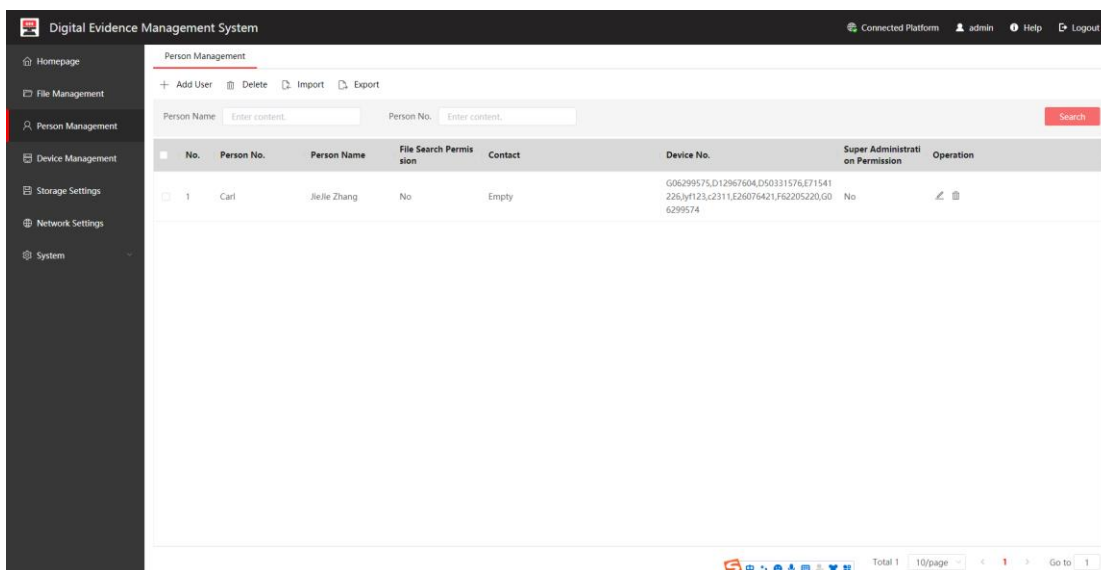 Digital Evidence Management System
Connected Platform admin Help Logout
Homepage
File Management
Person Management
Device Management
Storage Settings
Network Settings
System
Person Management
Add User Delete Import Export
Person Name Enter content. Person No. Enter content. Search
No. Person No. Person Name File Search Permis Contact Device No. Super Administrati Operation
sion on Permission
1 Carl JieJie Zhang No Empty G06299575,D12967604,D50331576,E71541 No
226,lyf123,c2311,E26076421,F62205220,G0
6299574
中
Total 1 10/page 1 Go to 1